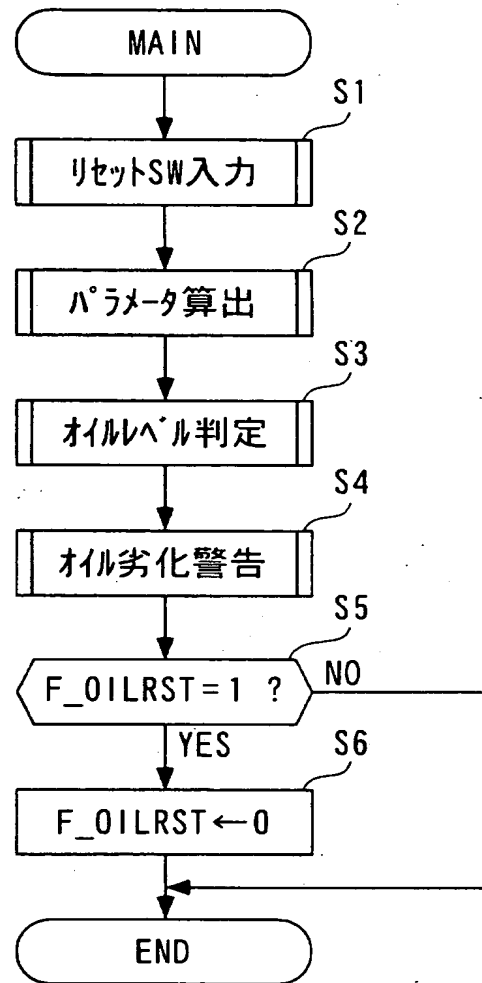 MAIN
S1
リセットSW入力
S2
パラメータ算出
S3
オイルレベル判定
S4
オイル劣化警告
S5
F_OILRST=1 ?
NO
YES
S6
F_OILRST←0
END